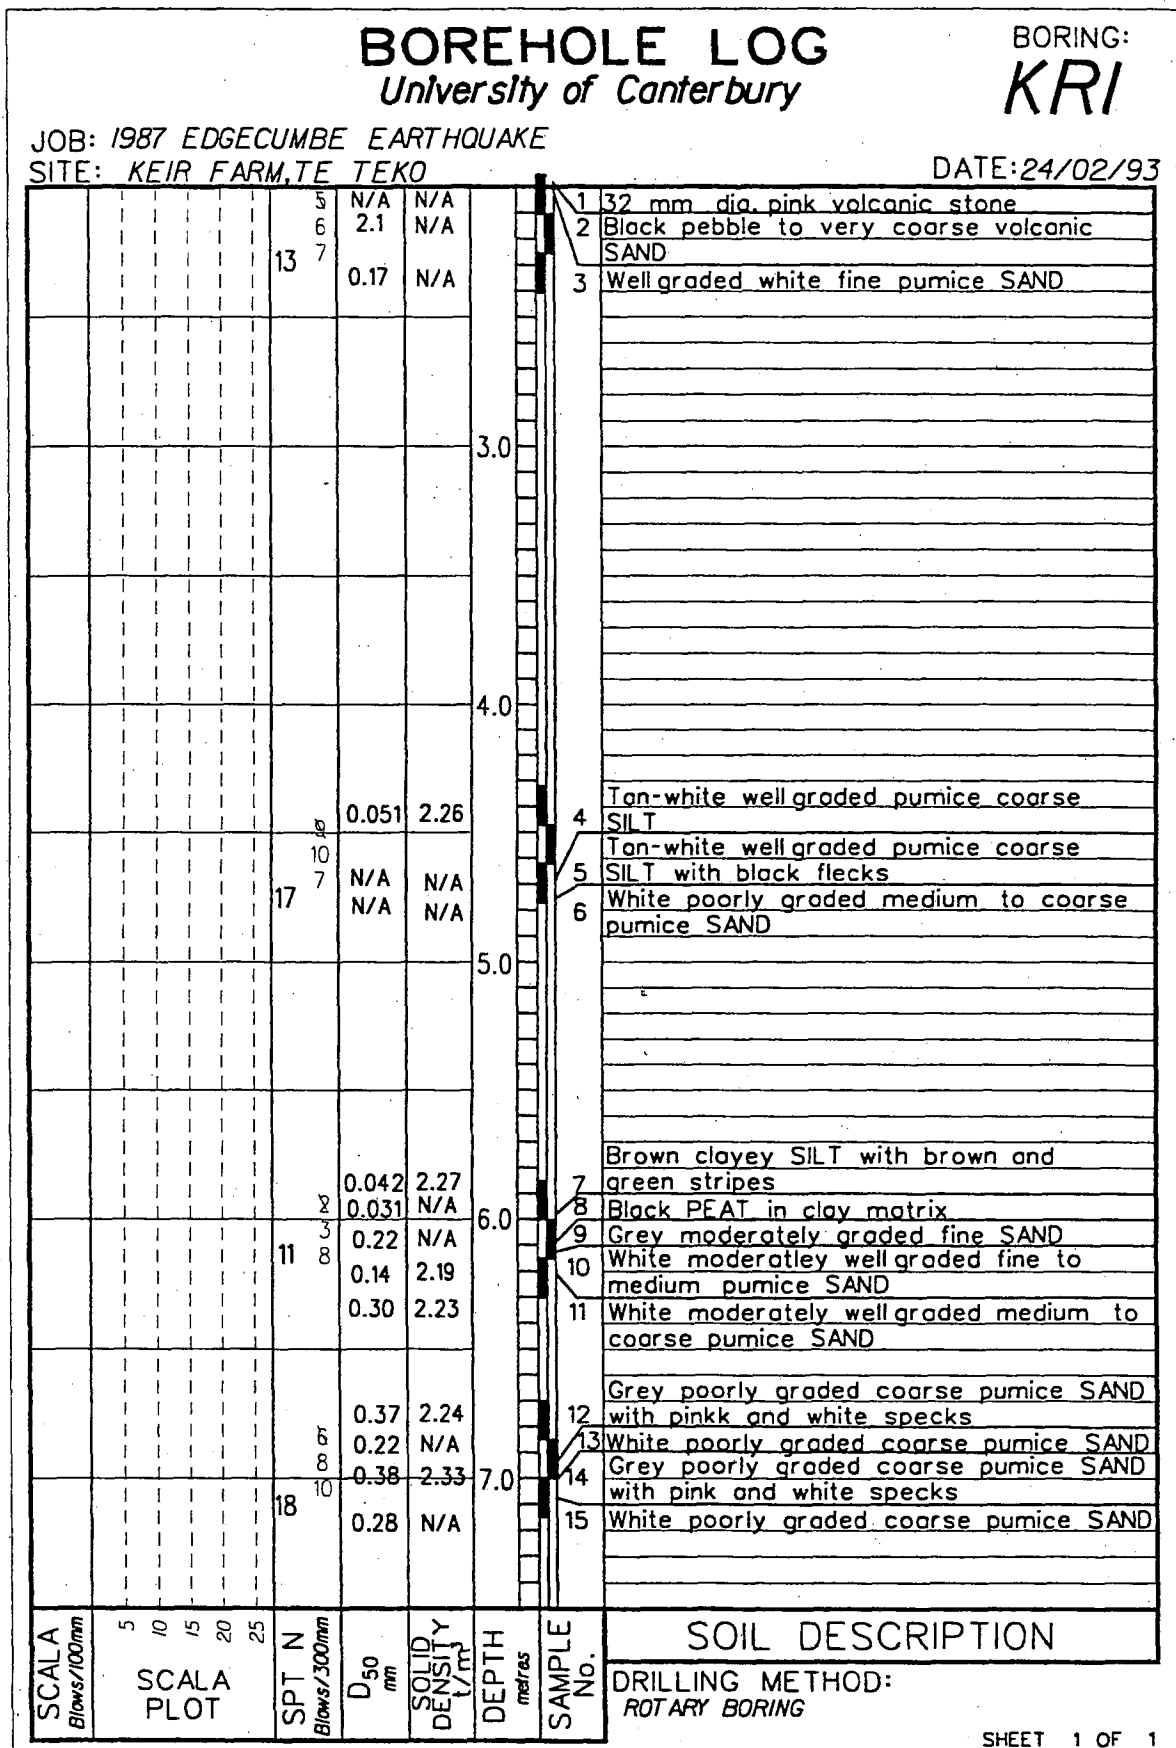 BOREHOLE LOG
University of Canterbury
BORING:
KRI
JOB: 1987 EDGECUMBE EARTHQUAKE
SITE: KEIR FARM, TE TEKO
DATE: 24/02/93
5 N/A N/A 1 32 mm dia. pink volcanic stone
6 2.1 N/A 2 Black pebble to very coarse volcanic
13 7 SAND
0.17 N/A 3 Well graded white fine pumice SAND
3.0
4.0
Tan-white well graded pumice coarse
0.051 2.26 4 SILT
10 Tan-white well graded pumice coarse
7 N/A N/A 5 SILT with black flecks
17 N/A N/A 6 White poorly graded medium to coarse
pumice SAND
5.0
Brown clayey SILT with brown and
0.042 2.27 7 green stripes
0.031 N/A 8 Black PEAT in clay matrix
3 0.22 N/A 6.0 9 Grey moderately graded fine SAND
11 8 White moderatley well graded fine to
0.14 2.19 10 medium pumice SAND
0.30 2.23 11 White moderately well graded medium to
coarse pumice SAND
Grey poorly graded coarse pumice SAND
0.37 2.24 12 with pinkk and white specks
0.22 N/A 13 White poorly graded coarse pumice SAND
8 Grey poorly graded coarse pumice SAND
0.38 2.33 7.0 14 with pink and white specks
18 10
0.28 N/A 15 White poorly graded coarse pumice SAND
SCALA
Blows/100mm
5 10 15 20 25
SCALA
PLOT
SPT N
Blows/300mm
D50
mm
SOLID
DENSITY
t/m³
DEPTH
metres
SAMPLE
No.
SOIL DESCRIPTION
DRILLING METHOD:
ROTARY BORING
SHEET 1 OF 1